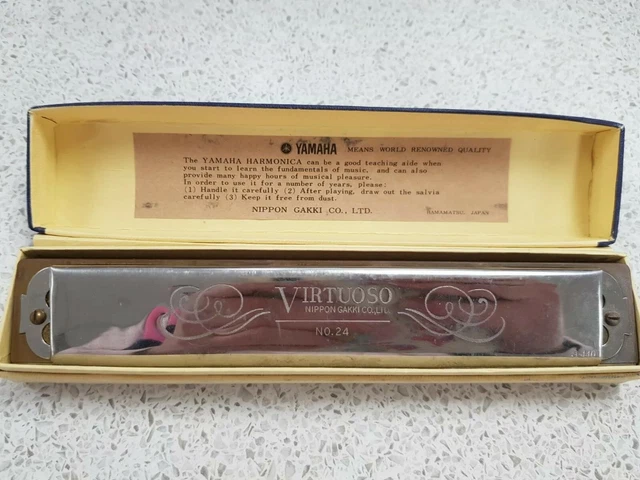 YAMAHA MEANS WORLD RENOWNED QUALITY
The YAMAHA HARMONICA can be a good teaching aide when
you start to learn the fundamentals of music, and can also
provide many happy hours of musical pleasure.
In order to use it for a number of years, please:
(1) Handle it carefully (2) After playing, draw out the salvia
carefully (3) Keep it free from dust.
NIPPON GAKKI CO., LTD. HAMAMATSU, JAPAN
VIRTUOSO
NIPPON GAKKI CO., LTD.
NO.24